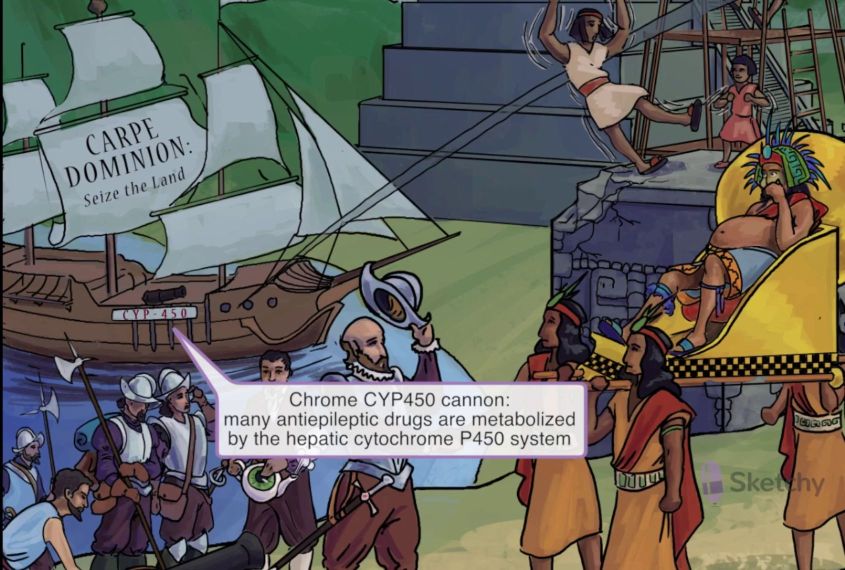 CARPE
DOMINION:
Seize the Land
CYP-450
Chrome CYP450 cannon:
many antiepileptic drugs are metabolized
by the hepatic cytochrome P450 system
Sketchy